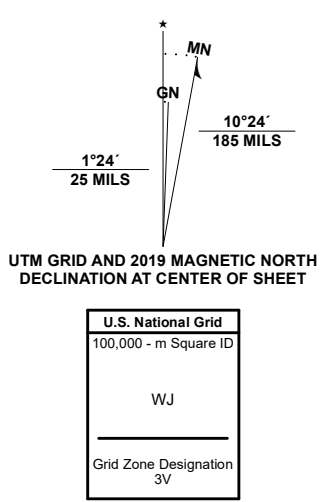 ★
MN
GN
10°24´
185 MILS
1°24´
25 MILS
UTM GRID AND 2019 MAGNETIC NORTH
DECLINATION AT CENTER OF SHEET
U.S. National Grid
100,000 - m Square ID
WJ
Grid Zone Designation
3V